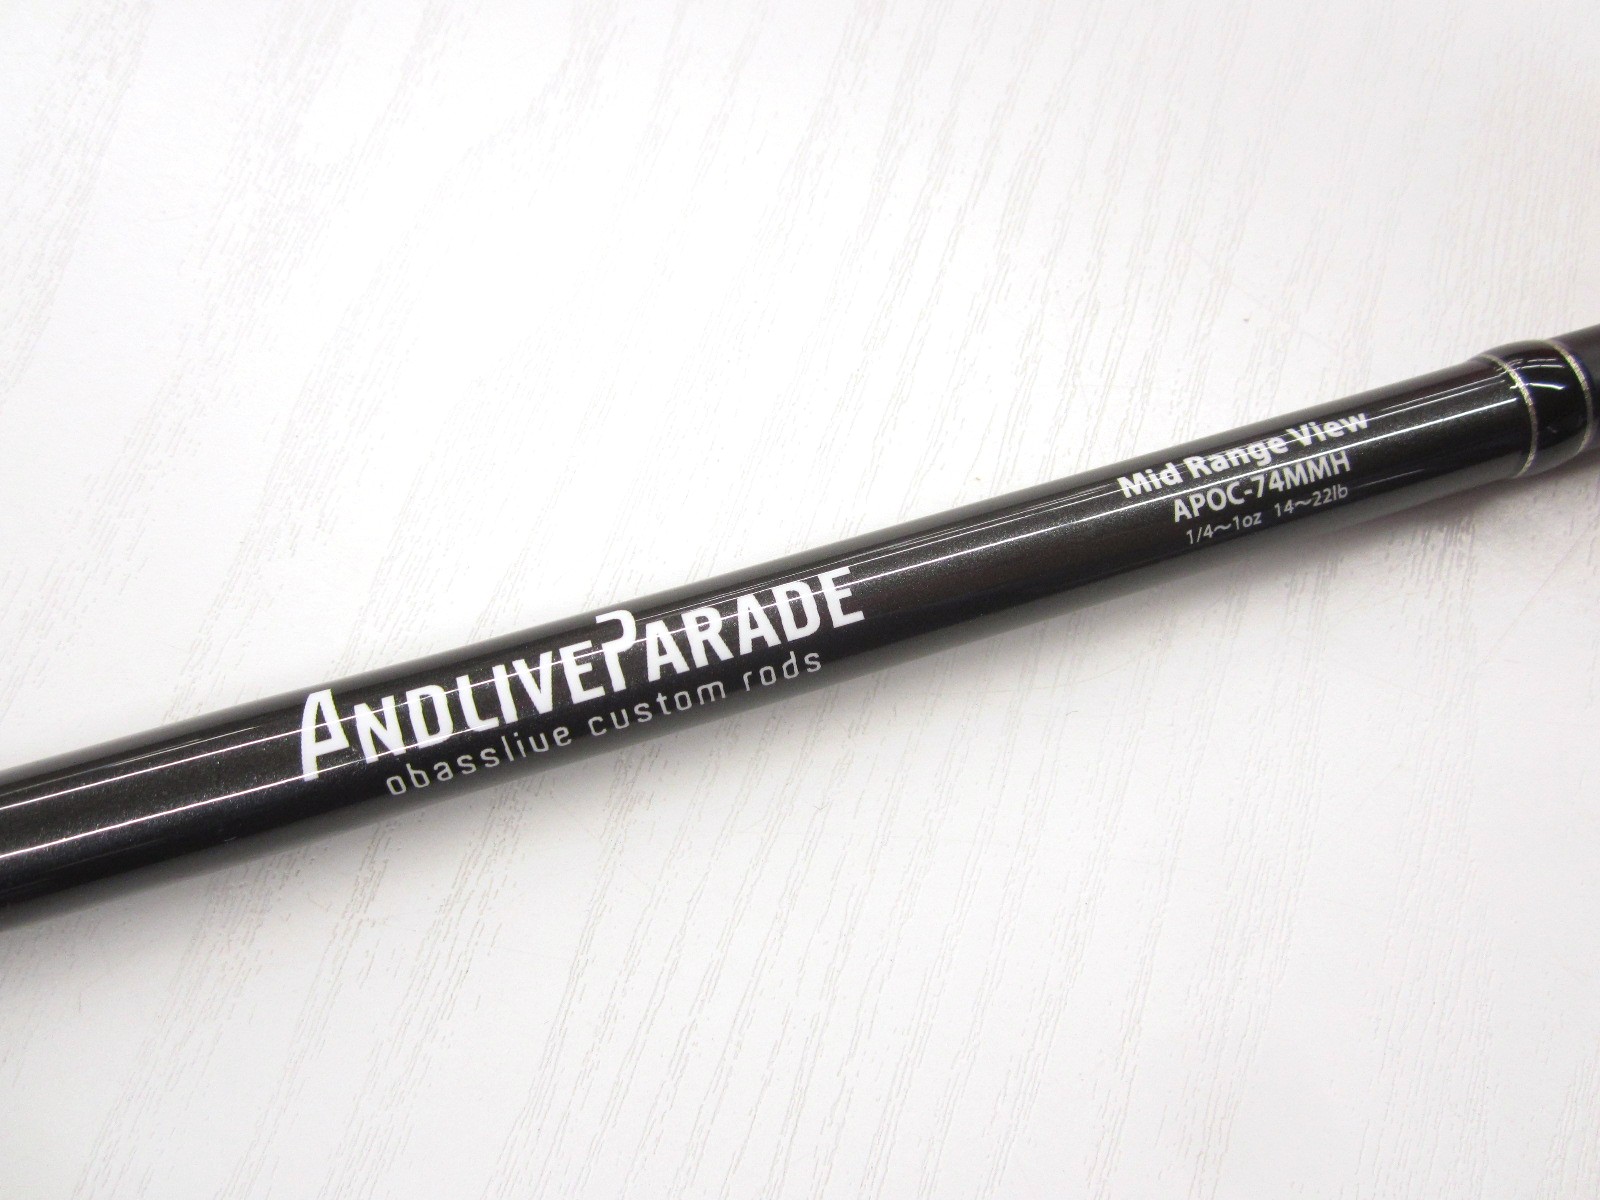 Mid Range View
APOC-74MMH
1/4～1oz 14～22lb
ANDLIVEPARADE
obasslive custom rods